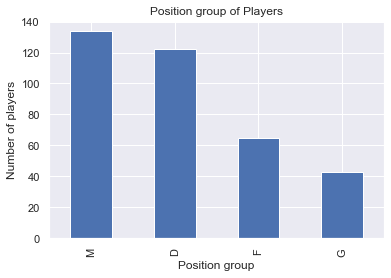 Position group of Players
Number of players
140
120
100
80
60
40
20
0
M
D
F
G
Position group